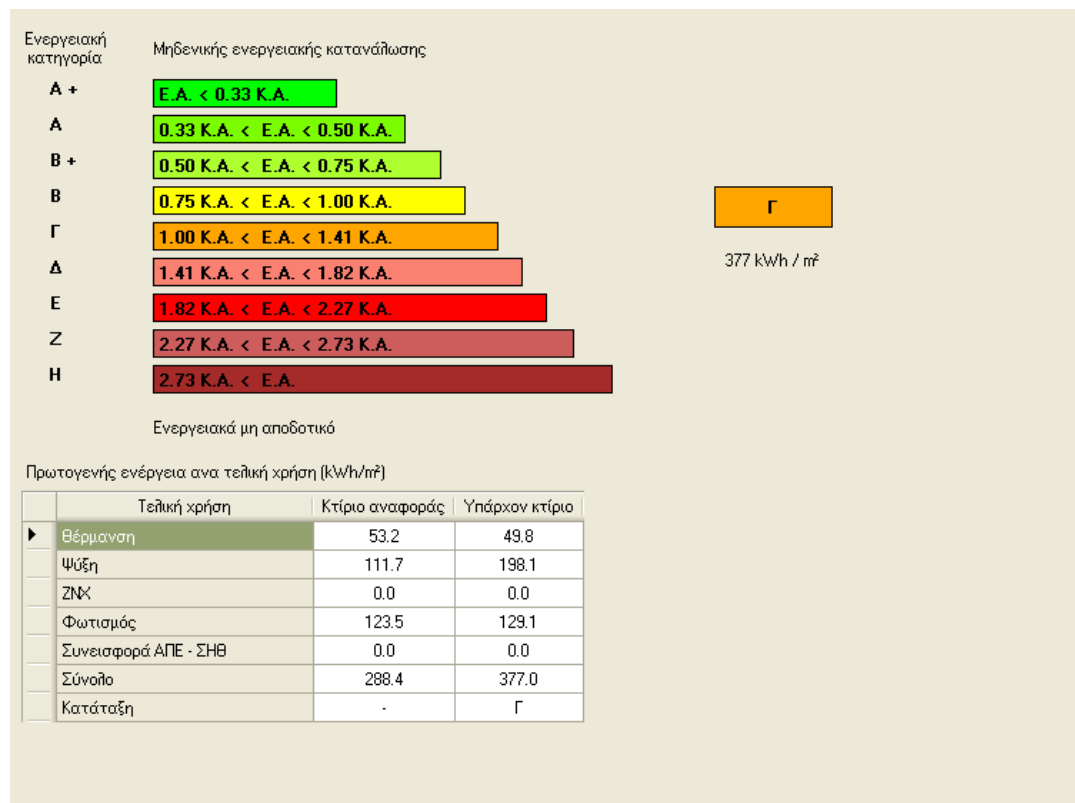 Ενεργειακή
κατηγορία
Μηδενικής ενεργειακής κατανάλωσης
A +
Ε.Α. < 0.33 Κ.Α.
A
0.33 Κ.Α. < Ε.Α. < 0.50 Κ.Α.
B +
0.50 Κ.Α. < Ε.Α. < 0.75 Κ.Α.
B
0.75 Κ.Α. < Ε.Α. < 1.00 Κ.Α.
Γ
1.00 Κ.Α. < Ε.Α. < 1.41 Κ.Α.
Δ
1.41 Κ.Α. < Ε.Α. < 1.82 Κ.Α.
Ε
1.82 Κ.Α. < Ε.Α. < 2.27 Κ.Α.
Ζ
2.27 Κ.Α. < Ε.Α. < 2.73 Κ.Α.
Η
2.73 Κ.Α. < Ε.Α.
Γ
377 kWh / m²
Ενεργειακά μη αποδοτικό
Πρωτογενής ενέργεια ανα τελική χρήση (kWh/m²)
Τελική χρήση Κτίριο αναφοράς Υπάρχον κτίριο
Θέρμανση 53.2 49.8
Ψύξη 111.7 198.1
ΖΝΧ 0.0 0.0
Φωτισμός 123.5 129.1
Συνεισφορά ΑΠΕ - ΣΗΘ 0.0 0.0
Σύνολο 288.4 377.0
Κατάταξη - Γ